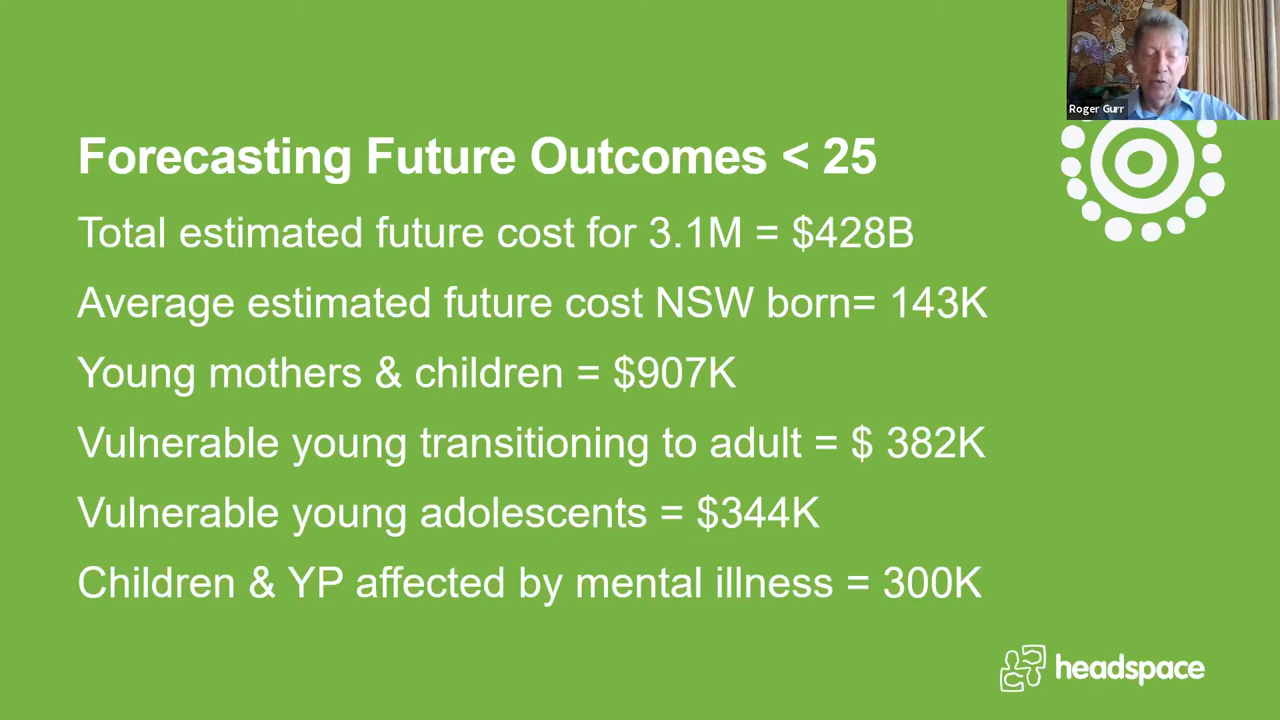 Roger Gurr
Forecasting Future Outcomes < 25
Total estimated future cost for 3.1M = $428B
Average estimated future cost NSW born= 143K
Young mothers & children = $907K
Vulnerable young transitioning to adult = $ 382K
Vulnerable young adolescents = $344K
Children & YP affected by mental illness = 300K
headspace